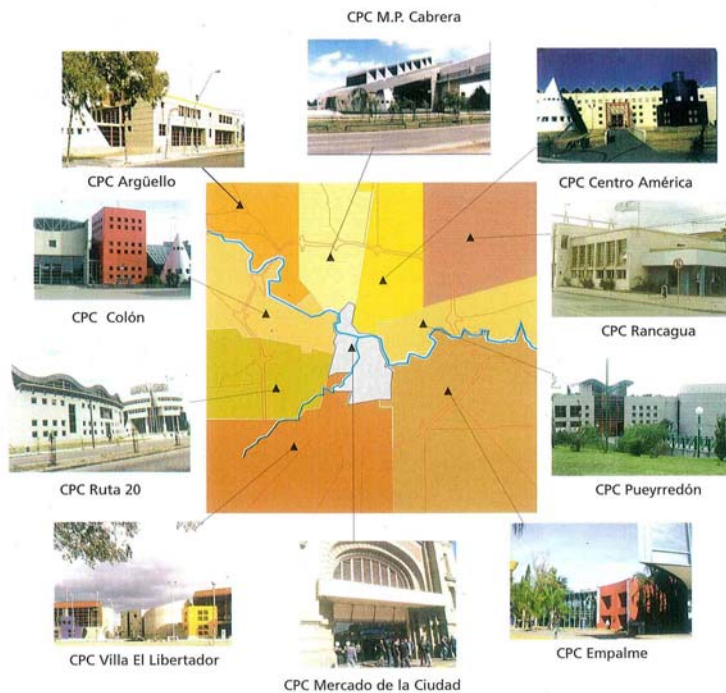 CPC M.P. Cabrera
CPC Argüello
CPC Centro América
CPC Colón
CPC Rancagua
CPC Ruta 20
CPC Pueyrredón
CPC Villa El Libertador
CPC Mercado de la Ciudad
CPC Empalme